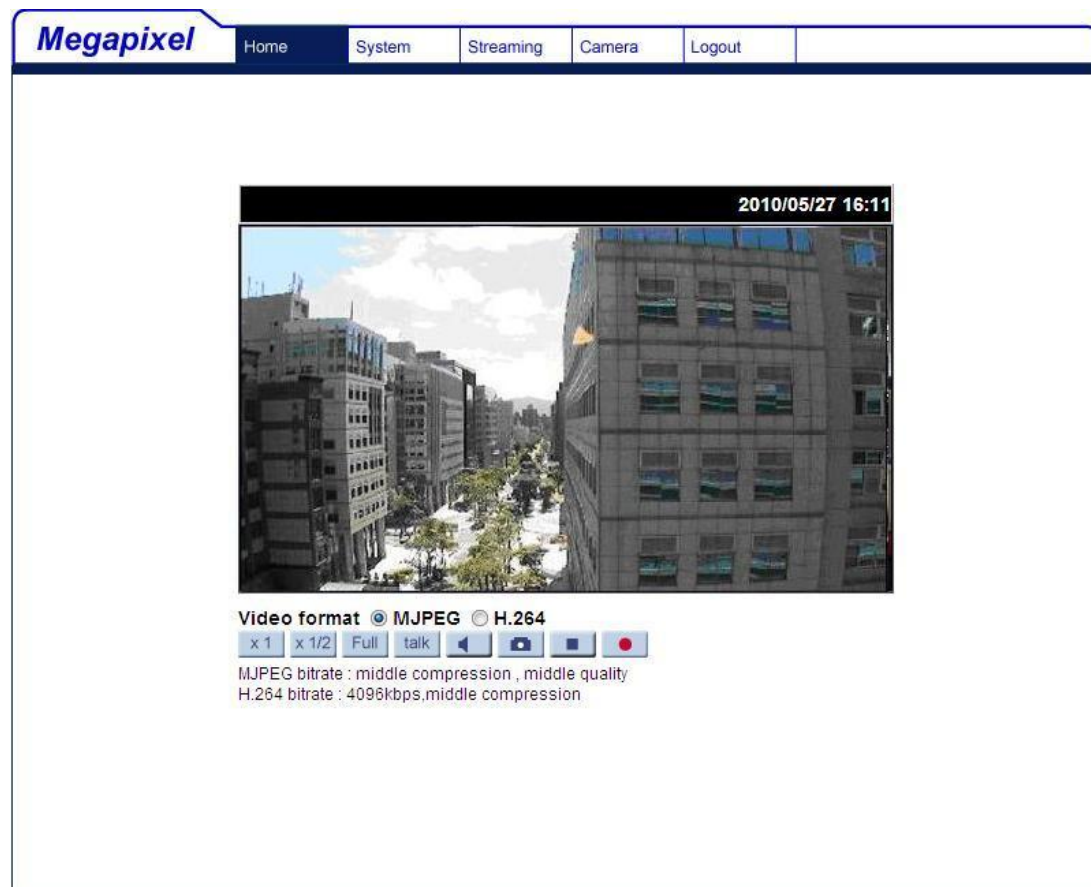 Megapixel
Home System Streaming Camera Logout
2010/05/27 16:11
Video format MJPEG H.264
x 1 x 1/2 Full talk
MJPEG bitrate : middle compression , middle quality
H.264 bitrate : 4096kbps,middle compression